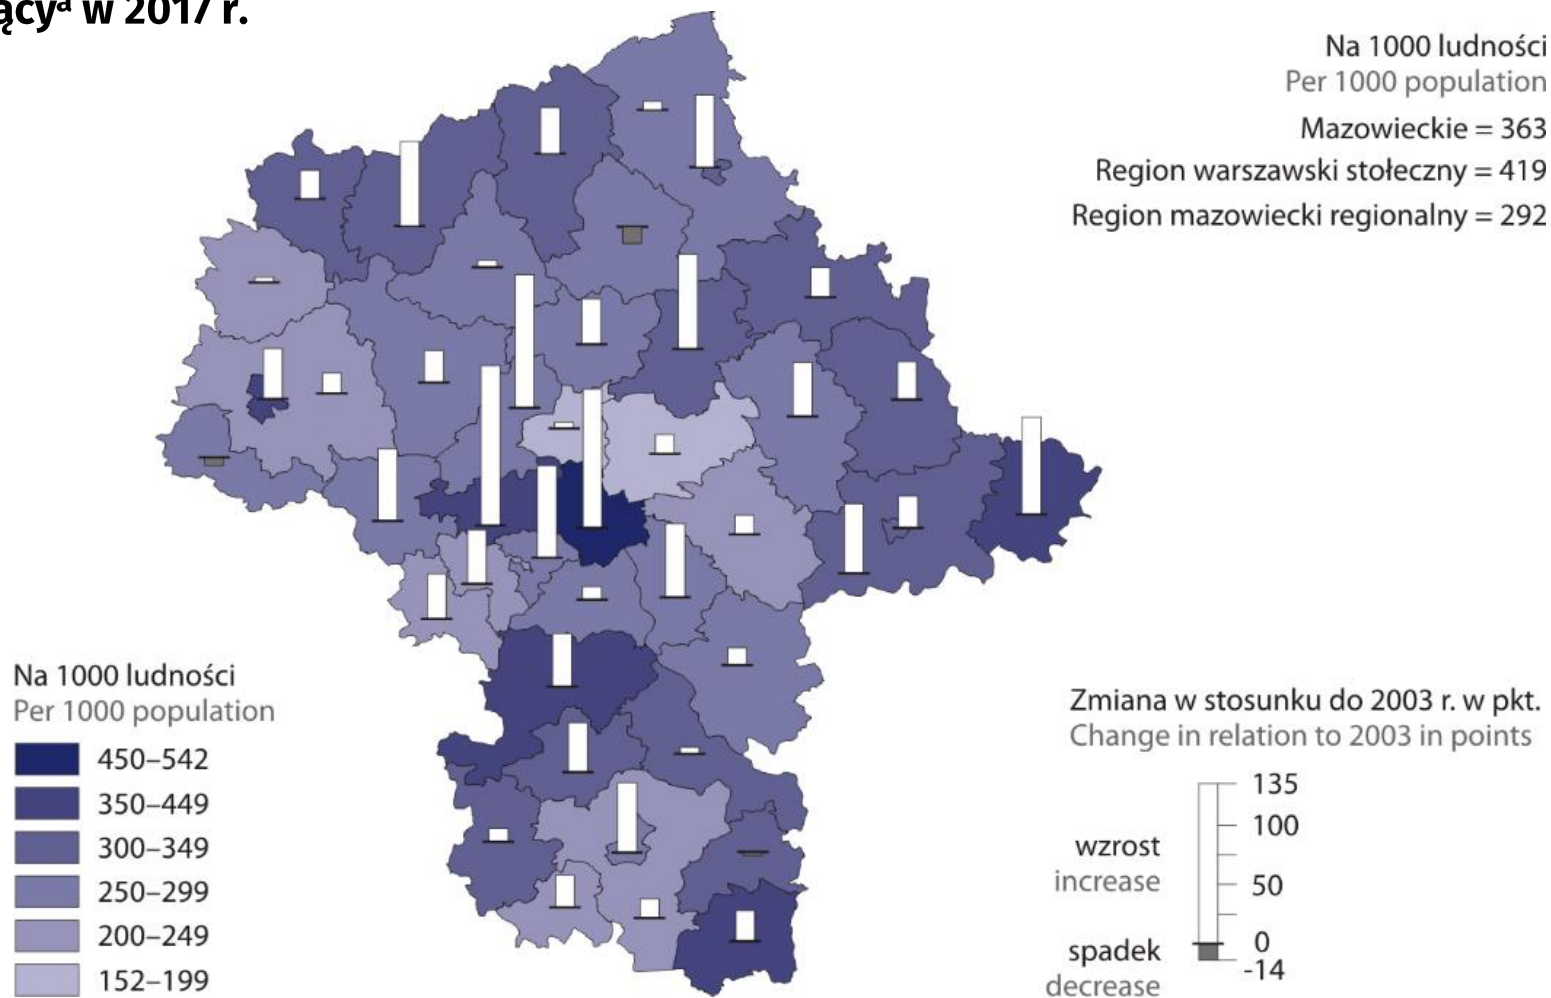 ącyᵃ w 2017 r.
Na 1000 ludności
Per 1000 population
Mazowieckie = 363
Region warszawski stołeczny = 419
Region mazowiecki regionalny = 292
Na 1000 ludności
Per 1000 population
450–542
350–449
300–349
250–299
200–249
152–199
Zmiana w stosunku do 2003 r. w pkt.
Change in relation to 2003 in points
135
100
wzrost
increase
50
0
spadek
decrease
-14